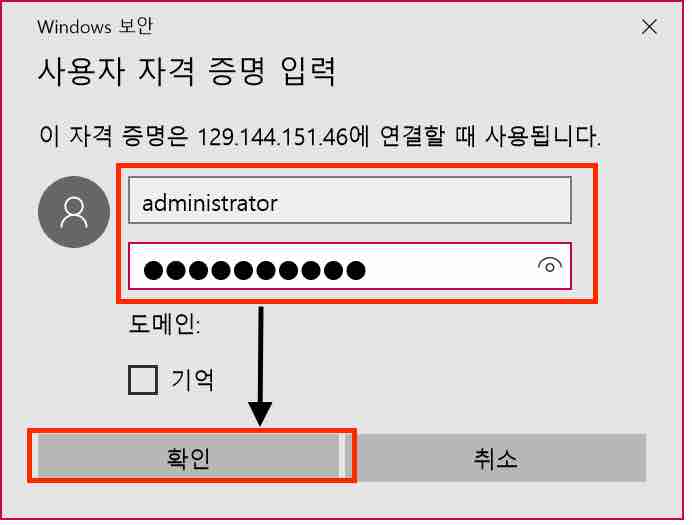 Windows 보안
사용자 자격 증명 입력
이 자격 증명은 129.144.151.46에 연결할 때 사용됩니다.
administrator
●●●●●●●●●●
도메인:
기억
확인 취소